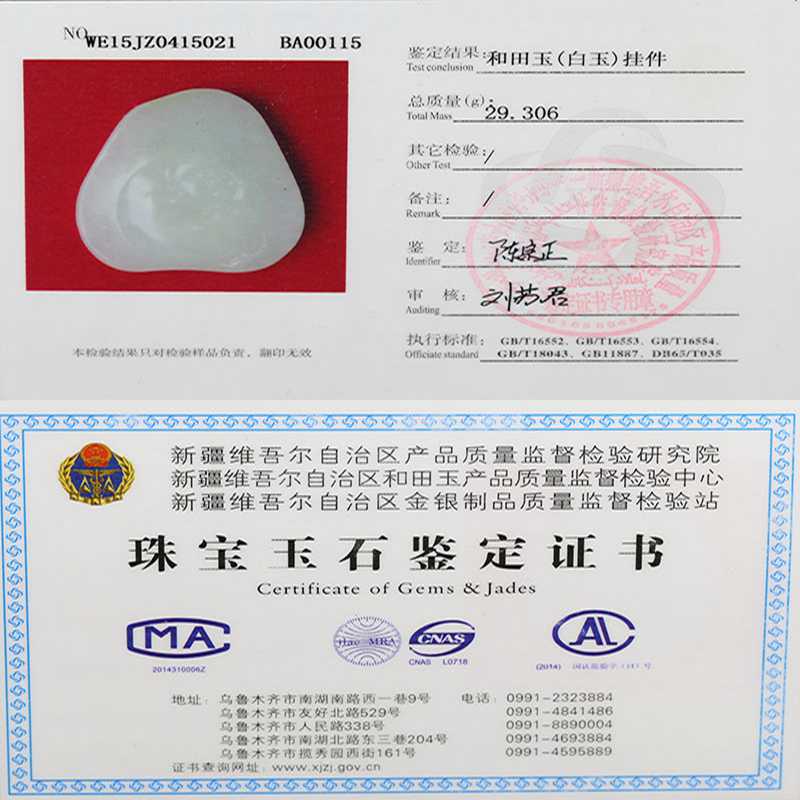 NO WE15JZ0415021 BA00115
鉴定结果: 和田玉(白玉)挂件
Test conclusion
总质量(g): 29.306
Total Mass
其它检验: /
Other Test
备注: /
Remark
鉴 定: 陈宗正
Identifier
审 核:
Auditing
执行标准: GB/T16552、GB/T16553、GB/T16554、
Officiate standard GB/T18043、GB11887、DB65/T035
证书专用章
本检验结果只对检验样品负责，翻印无效
新疆维吾尔自治区产品质量监督检验研究院
新疆维吾尔自治区和田玉产品质量监督检验中心
新疆维吾尔自治区金银制品质量监督检验站
珠宝玉石鉴定证书
Certificate of Gems & Jades
CMA
2014310006Z
ilac-MRA
CNAS
CNAS L0718
CAL
(2014)
地址: 乌鲁木齐市南湖南路西一巷9号 电话: 0991-2323884
乌鲁木齐市友好北路529号 0991-4841486
乌鲁木齐市人民路338号 0991-8890004
乌鲁木齐市南湖北路东三巷204号 0991-4693884
乌鲁木齐市揽秀园西街161号 0991-4595889
证书查询网址: www.xjzj.gov.cn